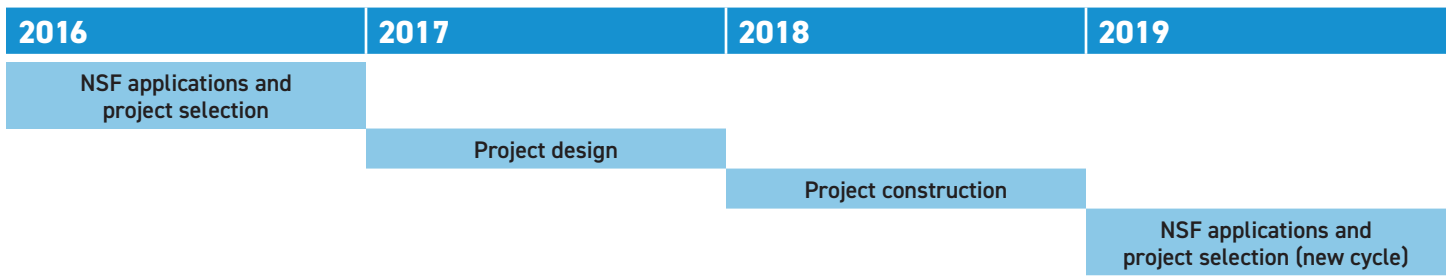 2016 2017 2018 2019
NSF applications and
project selection
Project design
Project construction
NSF applications and
project selection (new cycle)